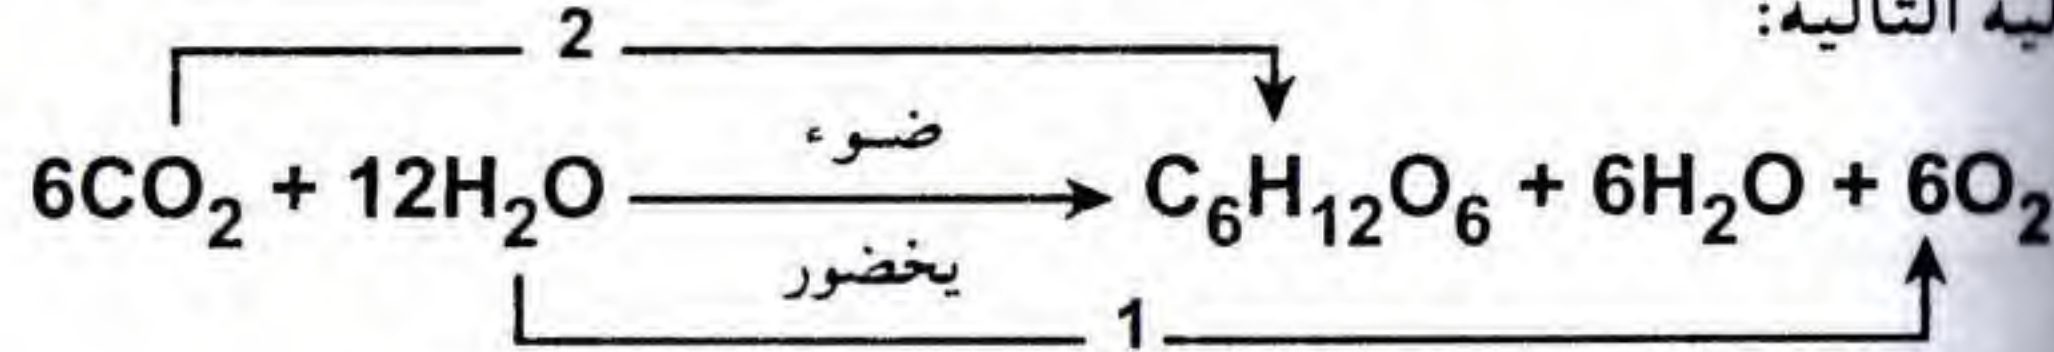 التالية:
2
ضوء
6CO₂ + 12H₂O → C₆H₁₂O₆ + 6H₂O + 6O₂
يخضور
1